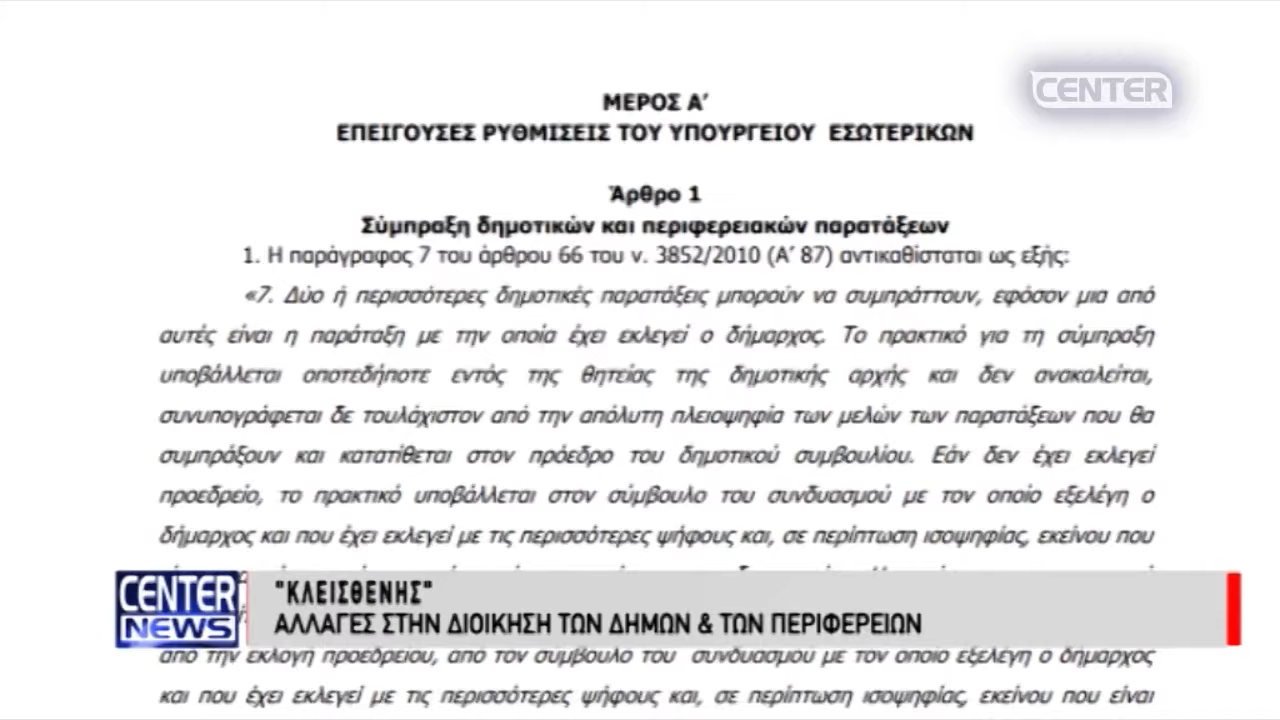 CENTER
ΜΕΡΟΣ Α’
ΕΠΕΙΓΟΥΣΕΣ ΡΥΘΜΙΣΕΙΣ ΤΟΥ ΥΠΟΥΡΓΕΙΟΥ ΕΣΩΤΕΡΙΚΩΝ
Άρθρο 1
Σύμπραξη δημοτικών και περιφερειακών παρατάξεων
1. Η παράγραφος 7 του άρθρου 66 του ν. 3852/2010 (Α’ 87) αντικαθίσταται ως εξής:
«7. Δύο ή περισσότερες δημοτικές παρατάξεις μπορούν να συμπράττουν, εφόσον μια από
αυτές είναι η παράταξη με την οποία έχει εκλεγεί ο δήμαρχος. Το πρακτικό για τη σύμπραξη
υποβάλλεται οποτεδήποτε εντός της θητείας της δημοτικής αρχής και δεν ανακαλείται,
συνυπογράφεται δε τουλάχιστον από την απόλυτη πλειοψηφία των μελών των παρατάξεων που θα
συμπράξουν και κατατίθεται στον πρόεδρο του δημοτικού συμβουλίου. Εάν δεν έχει εκλεγεί
προεδρείο, το πρακτικό υποβάλλεται στον σύμβουλο του συνδυασμού με τον οποίο εξελέγη ο
δήμαρχος και που έχει εκλεγεί με τις περισσότερες ψήφους και, σε περίπτωση ισοψηφίας, εκείνου που
CENTER
NEWS
"ΚΛΕΙΣΘΕΝΗΣ"
ΑΛΛΑΓΕΣ ΣΤΗΝ ΔΙΟΙΚΗΣΗ ΤΩΝ ΔΗΜΩΝ & ΤΩΝ ΠΕΡΙΦΕΡΕΙΩΝ
από την εκλογή προεδρείου, από τον σύμβουλο του συνδυασμού με τον οποίο εξελέγη ο δήμαρχος
και που έχει εκλεγεί με τις περισσότερες ψήφους και, σε περίπτωση ισοψηφίας, εκείνου που είναι